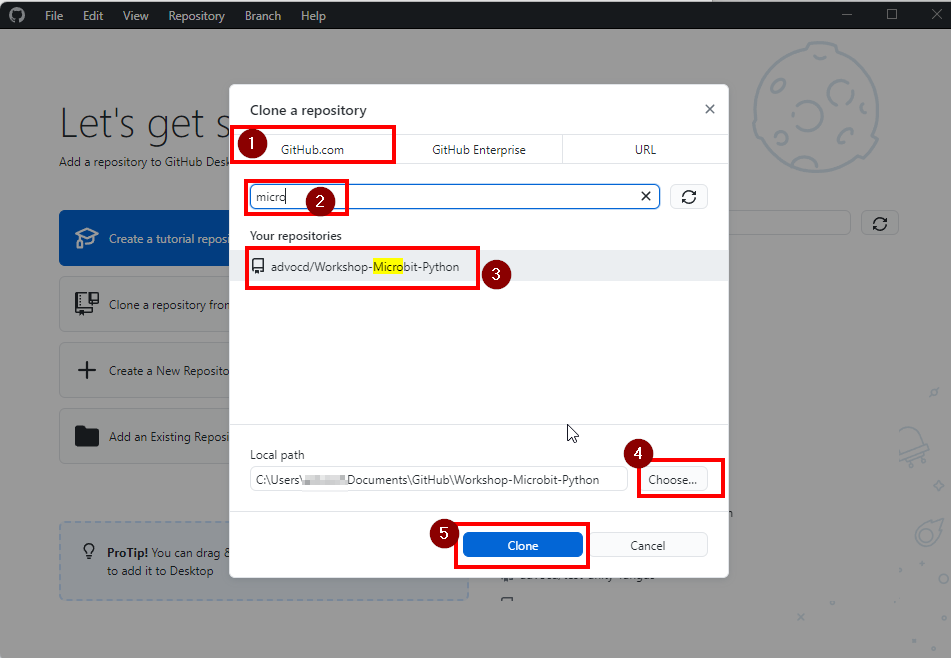 File Edit View Repository Branch Help
Let's get s
Add a repository to GitHub Desk
Create a tutorial reposi
Clone a repository from
Create a New Reposito
Add an Existing Reposi
ProTip! You can drag &
to add it to Desktop
Clone a repository
1 GitHub.com GitHub Enterprise URL
micro 2
Your repositories
advocd/Workshop-Microbit-Python 3
Local path
4
C:\Users\ Documents\GitHub\Workshop-Microbit-Python Choose...
5 Clone Cancel